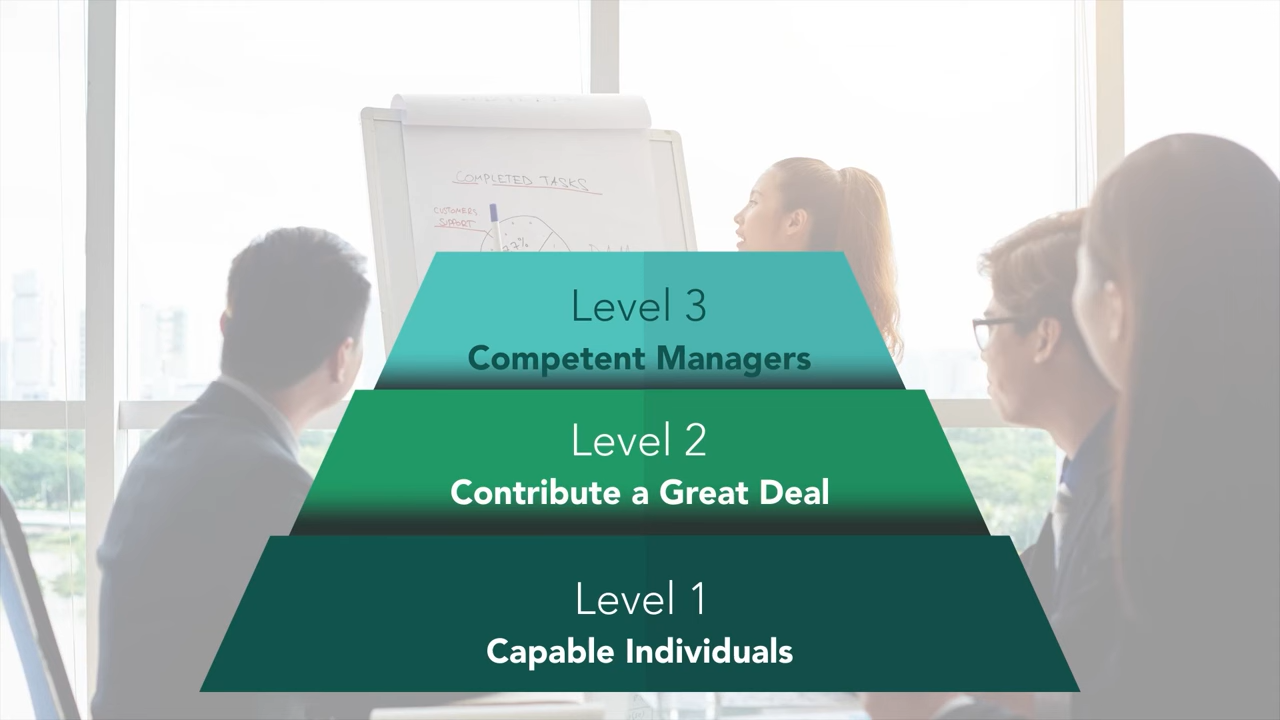 COMPLETED TASKS
CUSTOMERS
SUPPORT
Level 3
Competent Managers
Level 2
Contribute a Great Deal
Level 1
Capable Individuals